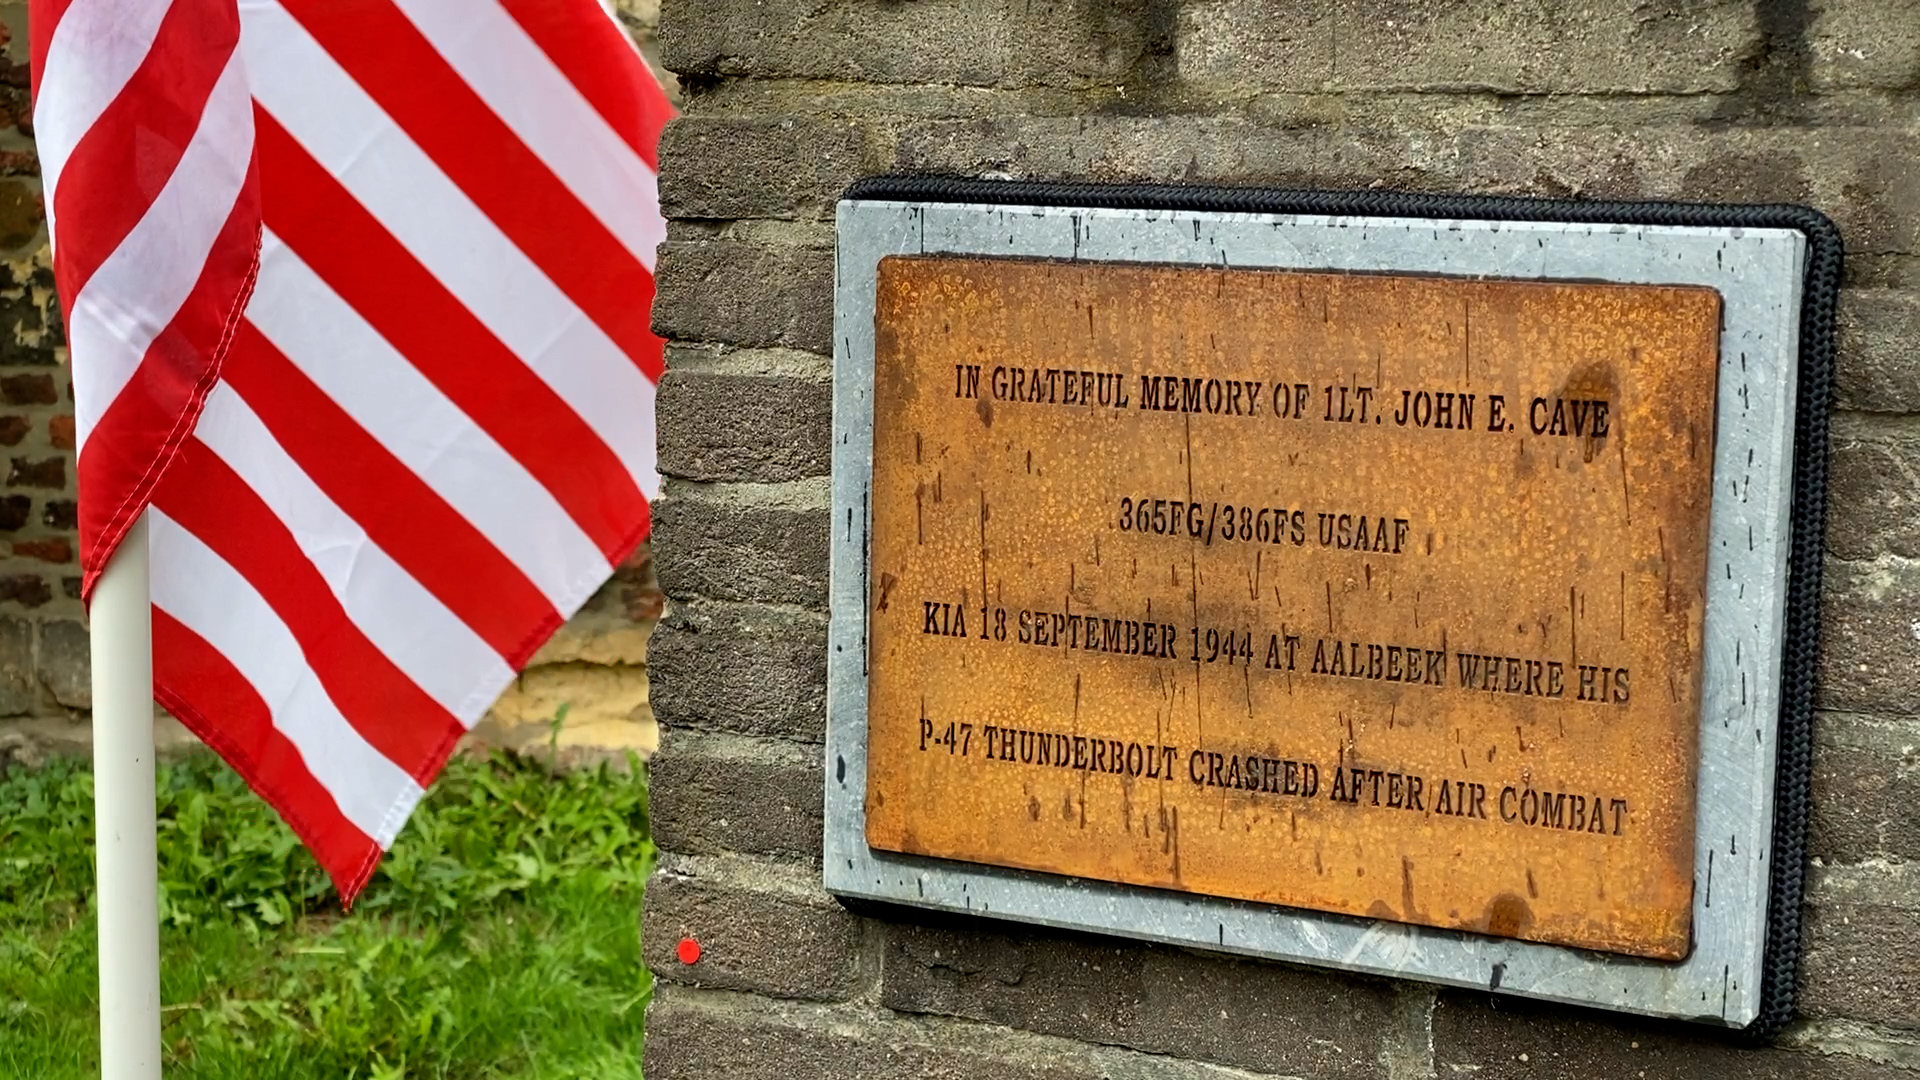 IN GRATEFUL MEMORY OF 1LT. JOHN E. CAVE
365FG/386FS USAAF
KIA 18 SEPTEMBER 1944 AT AALBEEK WHERE HIS
P-47 THUNDERBOLT CRASHED AFTER AIR COMBAT